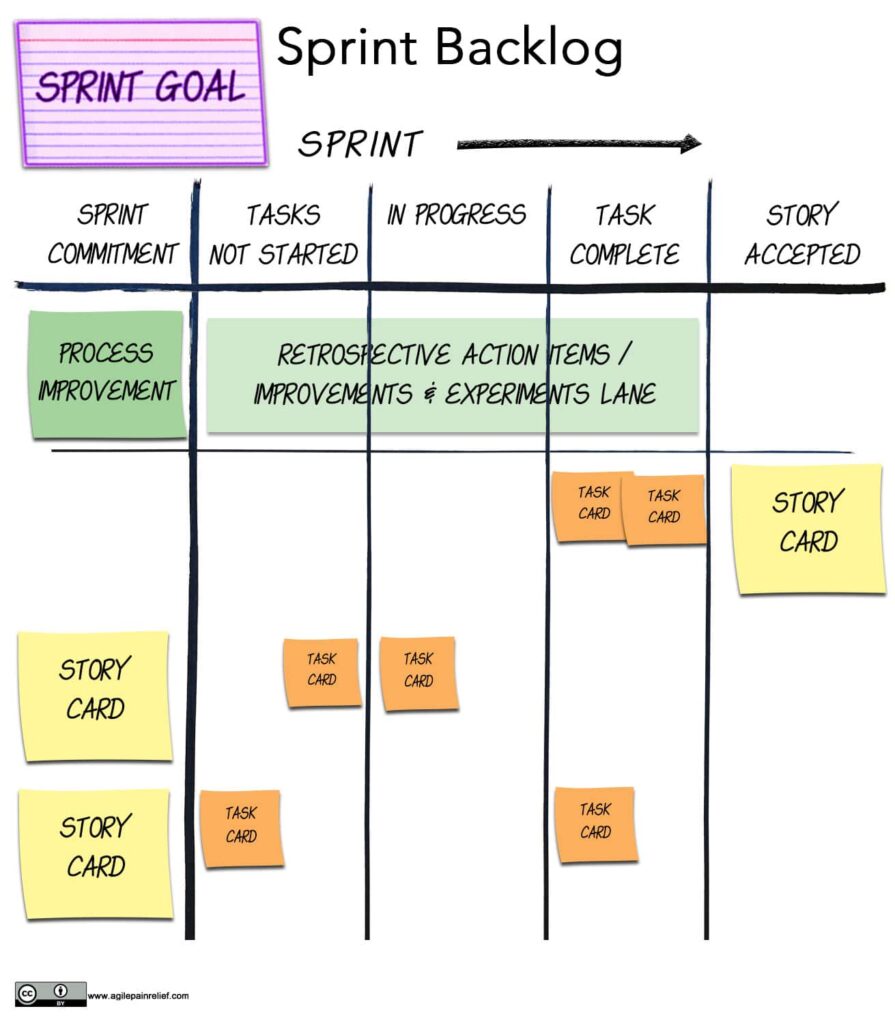 Sprint Backlog
SPRINT GOAL
SPRINT
SPRINT
COMMITMENT
TASKS
NOT STARTED
IN PROGRESS
TASK
COMPLETE
STORY
ACCEPTED
PROCESS
IMPROVEMENT
RETROSPECTIVE ACTION ITEMS /
IMPROVEMENTS & EXPERIMENTS LANE
TASK
CARD
TASK
CARD
STORY
CARD
STORY
CARD
TASK
CARD
TASK
CARD
STORY
CARD
TASK
CARD
TASK
CARD
cc
BY
www.agilepainrelief.com